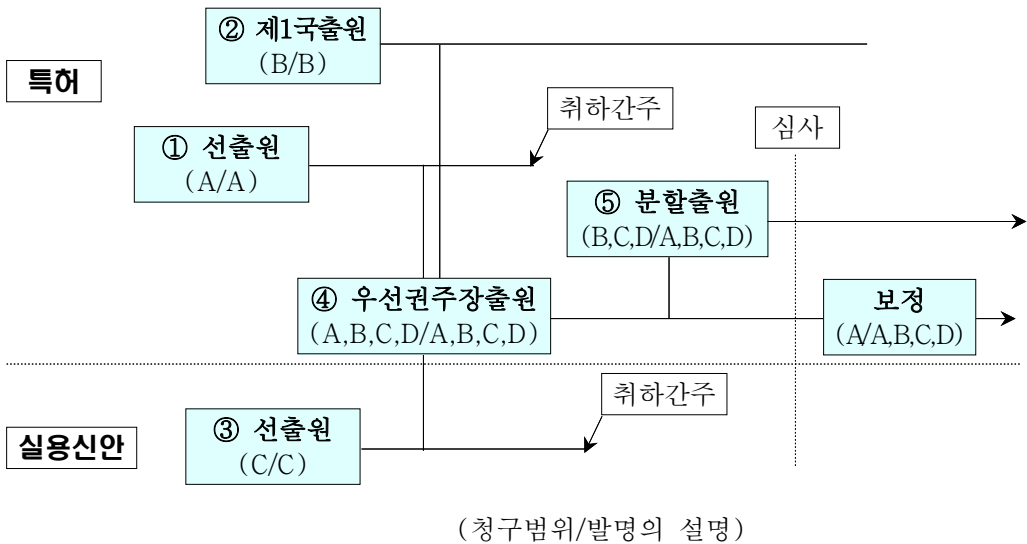 ② 제1국출원
(B/B)
특허
취하간주
심사
① 선출원
(A/A)
⑤ 분할출원
(B,C,D/A,B,C,D)
④ 우선권주장출원
(A,B,C,D/A,B,C,D)
보정
(A/A,B,C,D)
취하간주
실용신안
③ 선출원
(C/C)
(청구범위/발명의 설명)